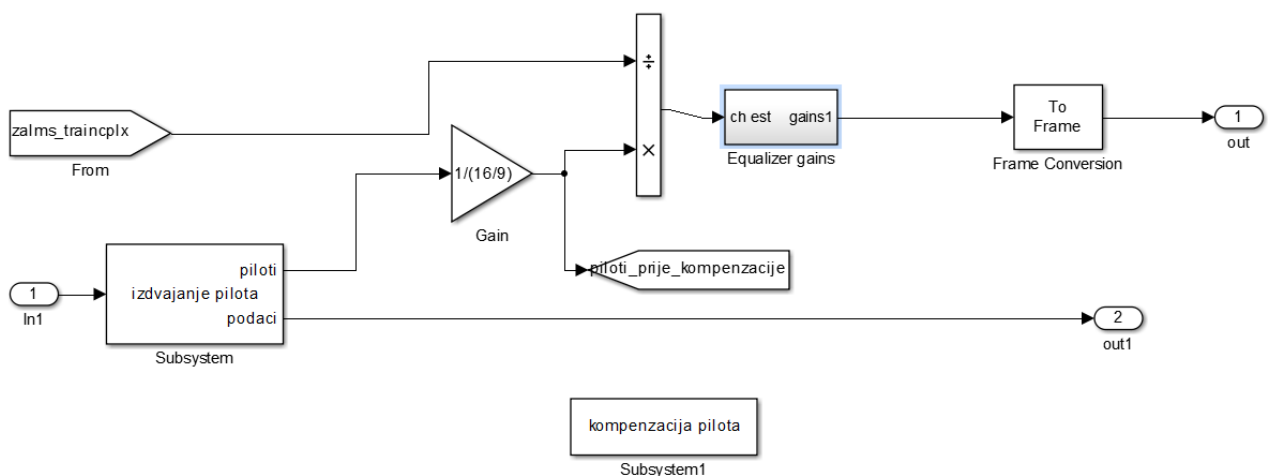 ÷
zalms_traincplx
From
1/(16/9)
Gain
×
ch est gains1
Equalizer gains
To
Frame
Frame Conversion
1
out
piloti_prije_kompenzacije
1
In1
piloti
izdvajanje pilota
podaci
Subsystem
2
out1
kompenzacija pilota
Subsystem1